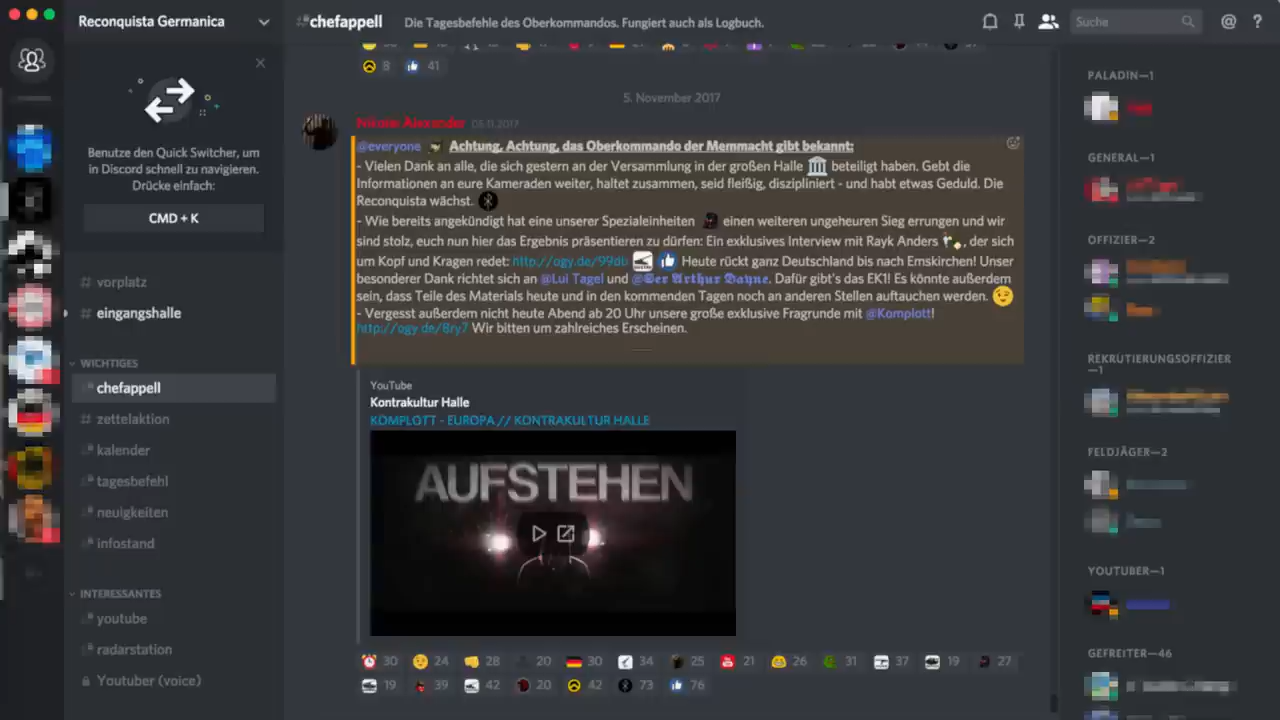 Reconquista Germanica
#chefappell Die Tagesbefehle des Oberkommandos. Fungiert auch als Logbuch.
Suche
@ ?
Benutze den Quick Switcher, um
in Discord schnell zu navigieren.
Drücke einfach:
CMD + K
# vorplatz
eingangshalle
WICHTIGES
chefappell
# zettelaktion
kalender
tagesbefehl
neuigkeiten
infostand
INTERESSANTES
youtube
radarstation
Youtuber (voice)
8 41
5. November 2017
Nikolai Alexander 05.11.2017
@everyone Achtung, Achtung, das Oberkommando der Memmacht gibt bekannt:
- Vielen Dank an alle, die sich gestern an der Versammlung in der großen Halle beteiligt haben. Gebt die
Informationen an eure Kameraden weiter, haltet zusammen, seid fleißig, diszipliniert - und habt etwas Geduld. Die
Reconquista wächst.
- Wie bereits angekündigt hat eine unserer Spezialeinheiten einen weiteren ungeheuren Sieg errungen und wir
sind stolz, euch nun hier das Ergebnis präsentieren zu dürfen: Ein exklusives Interview mit Rayk Anders , der sich
um Kopf und Kragen redet: http://ogy.de/99du Heute rückt ganz Deutschland bis nach Emskirchen! Unser
besonderer Dank richtet sich an @Lui Tagel und @Ser Arthur Dayne. Dafür gibt's das EK1! Es könnte außerdem
sein, dass Teile des Materials heute und in den kommenden Tagen noch an anderen Stellen auftauchen werden.
- Vergesst außerdem nicht heute Abend ab 20 Uhr unsere große exklusive Fragrunde mit @Komplott!
http://ogy.de/8ry7 Wir bitten um zahlreiches Erscheinen.
YouTube
Kontrakultur Halle
KOMPLOTT - EUROPA // KONTRAKULTUR HALLE
AUFSTEHEN
30 24 28 20 30 34 25 21 26 31 37 19 27
19 39 42 20 42 73 76
PALADIN—1
GENERAL—1
OFFIZIER—2
REKRUTIERUNGSOFFIZIER
—1
FELDJÄGER—2
YOUTUBER—1
GEFREITER—46